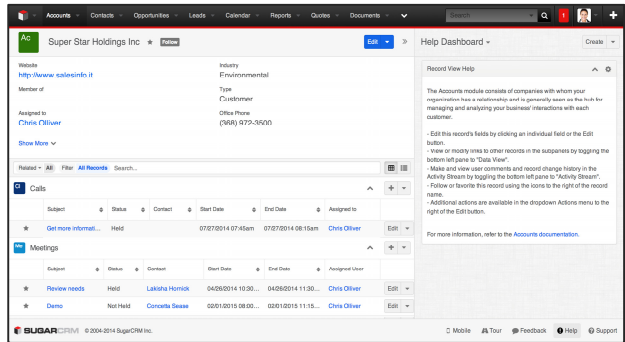 Accounts Contacts Opportunities Leads Calendar Reports Quotes Documents Search 1
Ac Super Star Holdings Inc Follow Edit
Website Industry
http://www.salesinfo.it Environmental
Member of Type
Customer
Assigned to Office Phone
Chris Olliver (368) 972-3500
Show More
Related All Filter All Records Search...
Cl Calls
Subject Status Contact Start Date End Date Assigned to
Get more informati... Held 07/27/2014 07:45am 07/27/2014 08:15am Chris Olliver Edit
Me Meetings
Subject Status Contact Start Date End Date Assigned User
Review needs Held Lakisha Hornick 04/26/2014 10:30... 04/26/2014 11:30... Chris Olliver Edit
Demo Not Held Concetta Sease 02/01/2015 08:00... 02/01/2015 11:15... Chris Olliver Edit
Help Dashboard Create
Record View Help
The Accounts module consists of companies with whom your
organization has a relationship and is generally seen as the hub for
managing and analyzing your business' interactions with each
customer.
- Edit this record's fields by clicking an individual field or the Edit
button.
- View or modify links to other records in the subpanels by toggling the
bottom left pane to "Data View".
- Make and view user comments and record change history in the
Activity Stream by toggling the bottom left pane to "Activity Stream".
- Follow or favorite this record using the icons to the right of the record
name.
- Additional actions are available in the dropdown Actions menu to the
right of the Edit button.
For more information, refer to the Accounts documentation.
SUGARCRM © 2004-2014 SugarCRM Inc. Mobile Tour Feedback Help Support